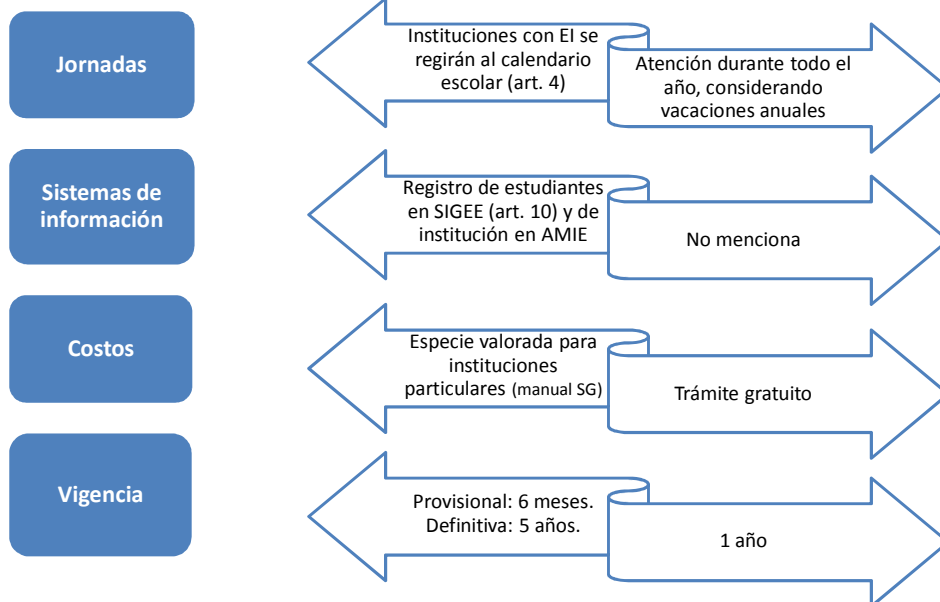 Jornadas
Instituciones con EI se
regirán al calendario
escolar (art. 4)
Atención durante todo el
año, considerando
vacaciones anuales
Sistemas de
información
Registro de estudiantes
en SIGEE (art. 10) y de
institución en AMIE
No menciona
Costos
Especie valorada para
instituciones
particulares (manual SG)
Trámite gratuito
Vigencia
Provisional: 6 meses.
Definitiva: 5 años.
1 año